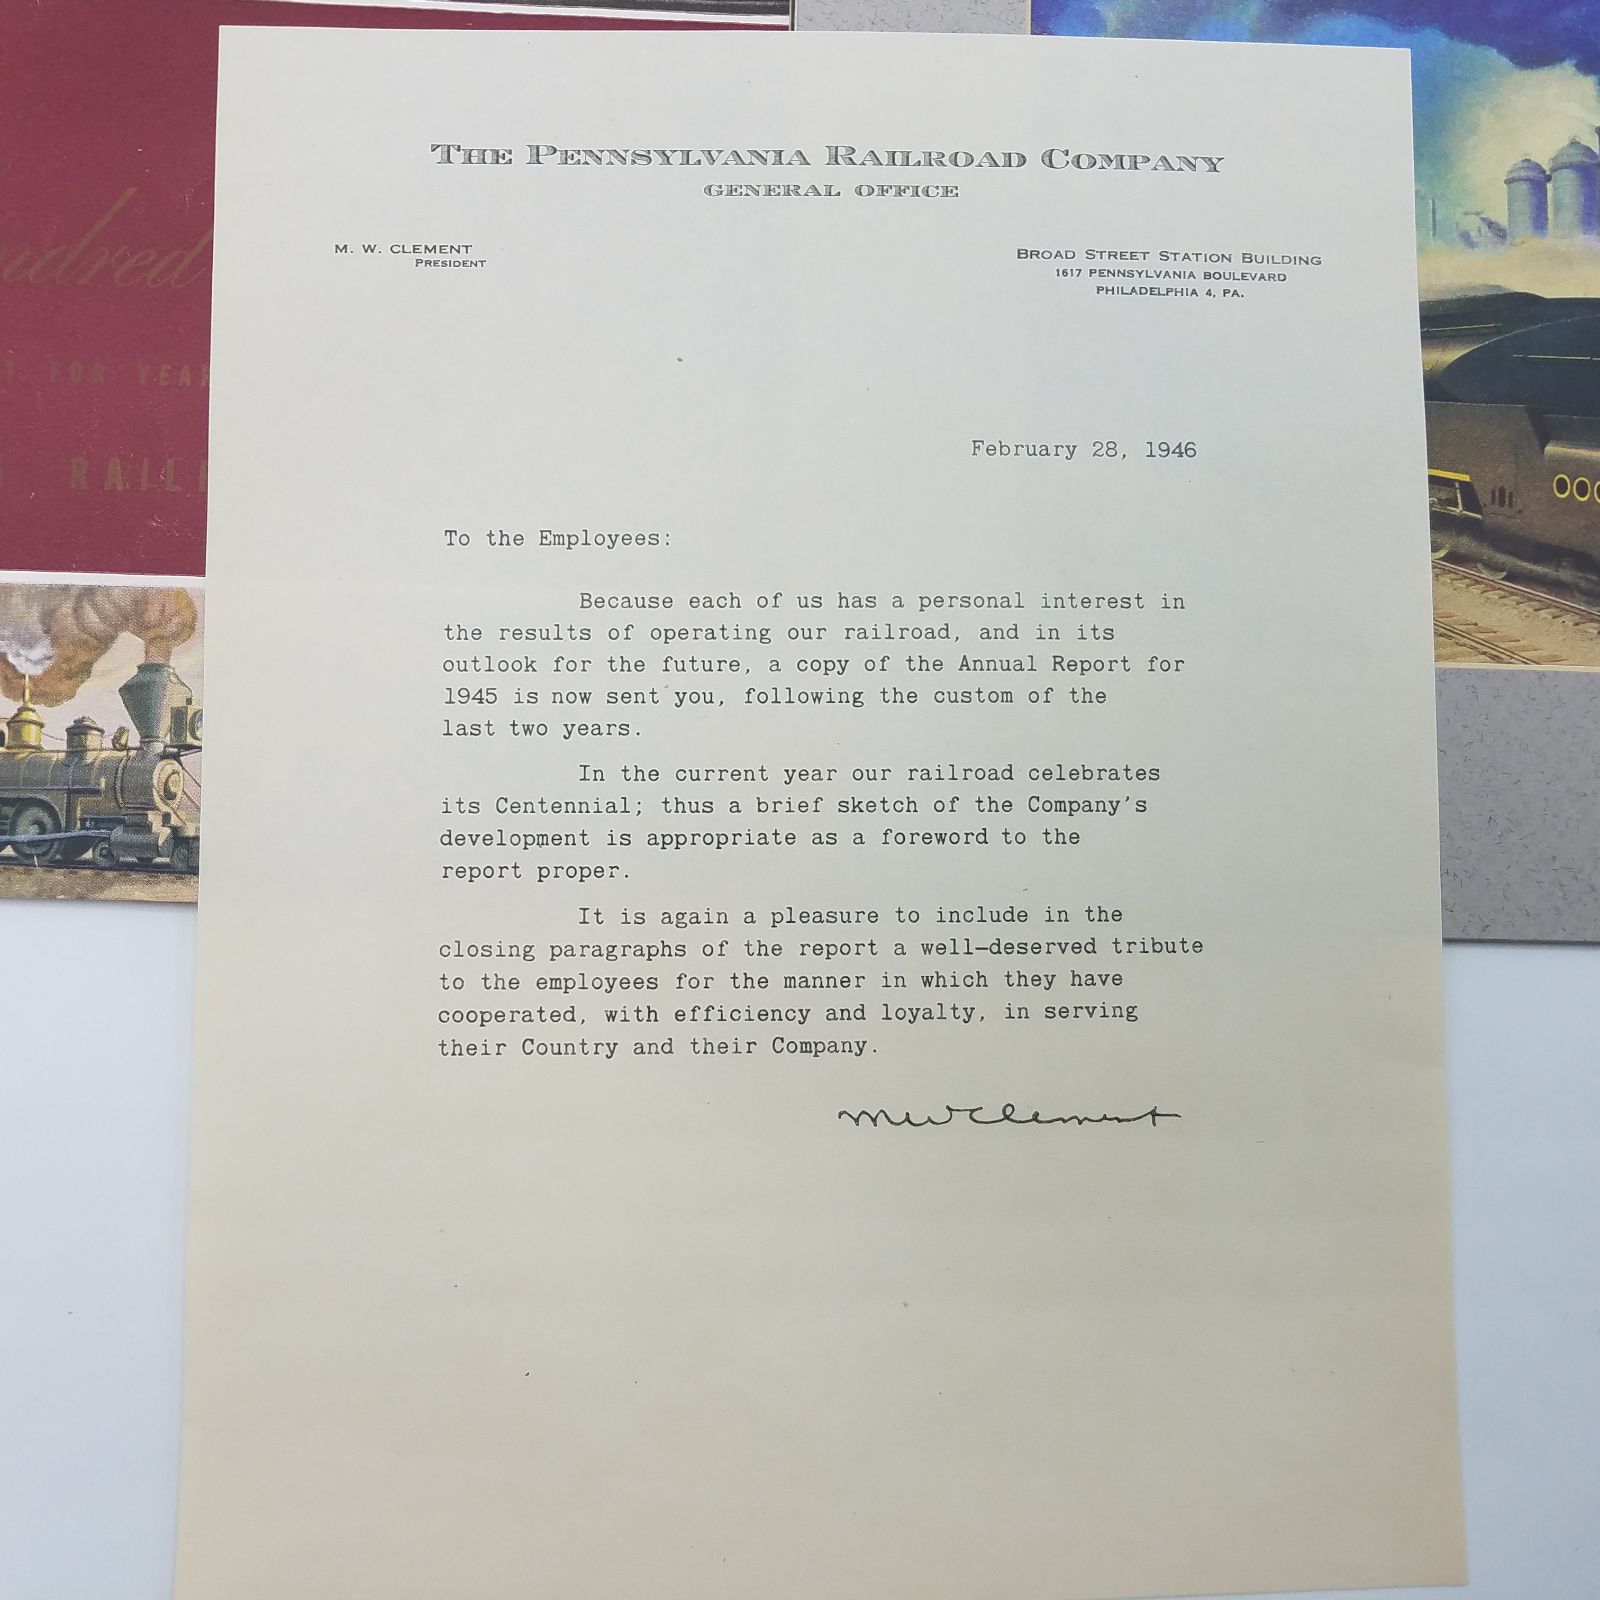 THE PENNSYLVANIA RAILROAD COMPANY
GENERAL OFFICE
M. W. CLEMENT
PRESIDENT
BROAD STREET STATION BUILDING
1617 PENNSYLVANIA BOULEVARD
PHILADELPHIA 4, PA.
February 28, 1946
To the Employees:
Because each of us has a personal interest in
the results of operating our railroad, and in its
outlook for the future, a copy of the Annual Report for
1945 is now sent you, following the custom of the
last two years.
In the current year our railroad celebrates
its Centennial; thus a brief sketch of the Company's
development is appropriate as a foreword to the
report proper.
It is again a pleasure to include in the
closing paragraphs of the report a well-deserved tribute
to the employees for the manner in which they have
cooperated, with efficiency and loyalty, in serving
their Country and their Company.
M W Clement
FOR